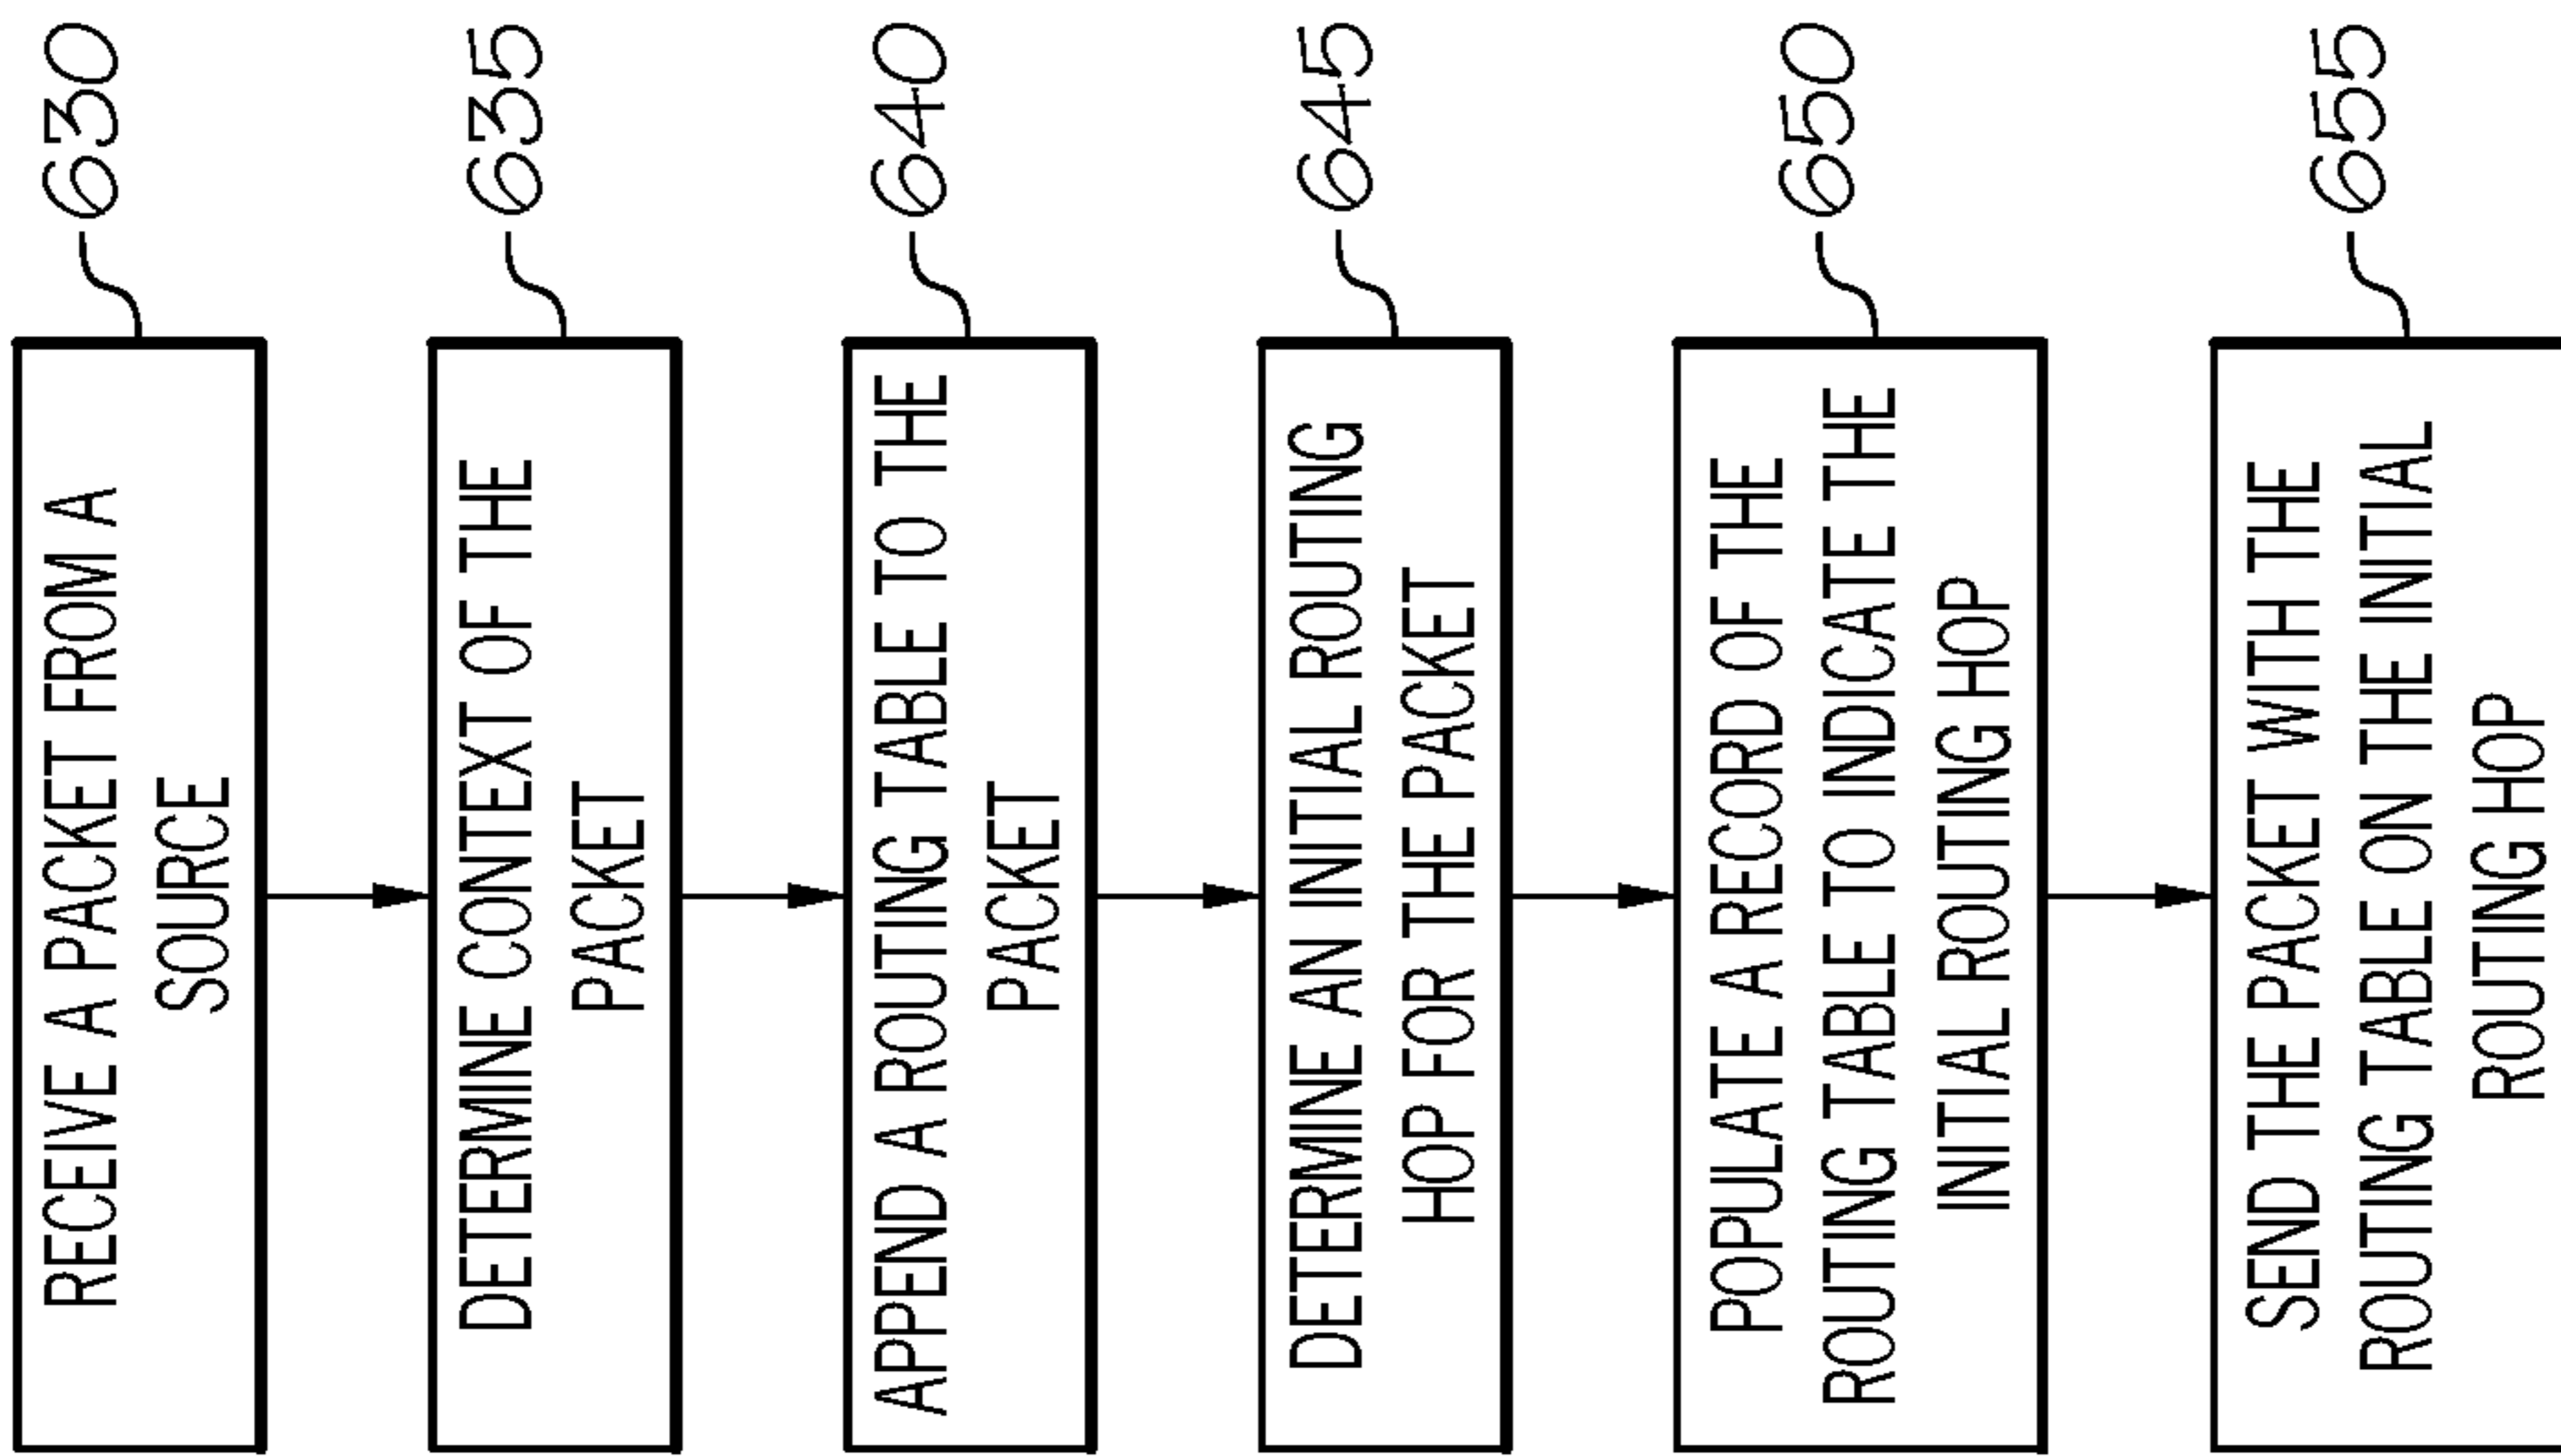 RECEIVE A PACKET FROM A
SOURCE
630
DETERMINE CONTEXT OF THE
PACKET
635
APPEND A ROUTING TABLE TO THE
PACKET
640
DETERMINE AN INITIAL ROUTING
HOP FOR THE PACKET
645
POPULATE A RECORD OF THE
ROUTING TABLE TO INDICATE THE
INITIAL ROUTING HOP
650
SEND THE PACKET WITH THE
ROUTING TABLE ON THE INITIAL
ROUTING HOP
655